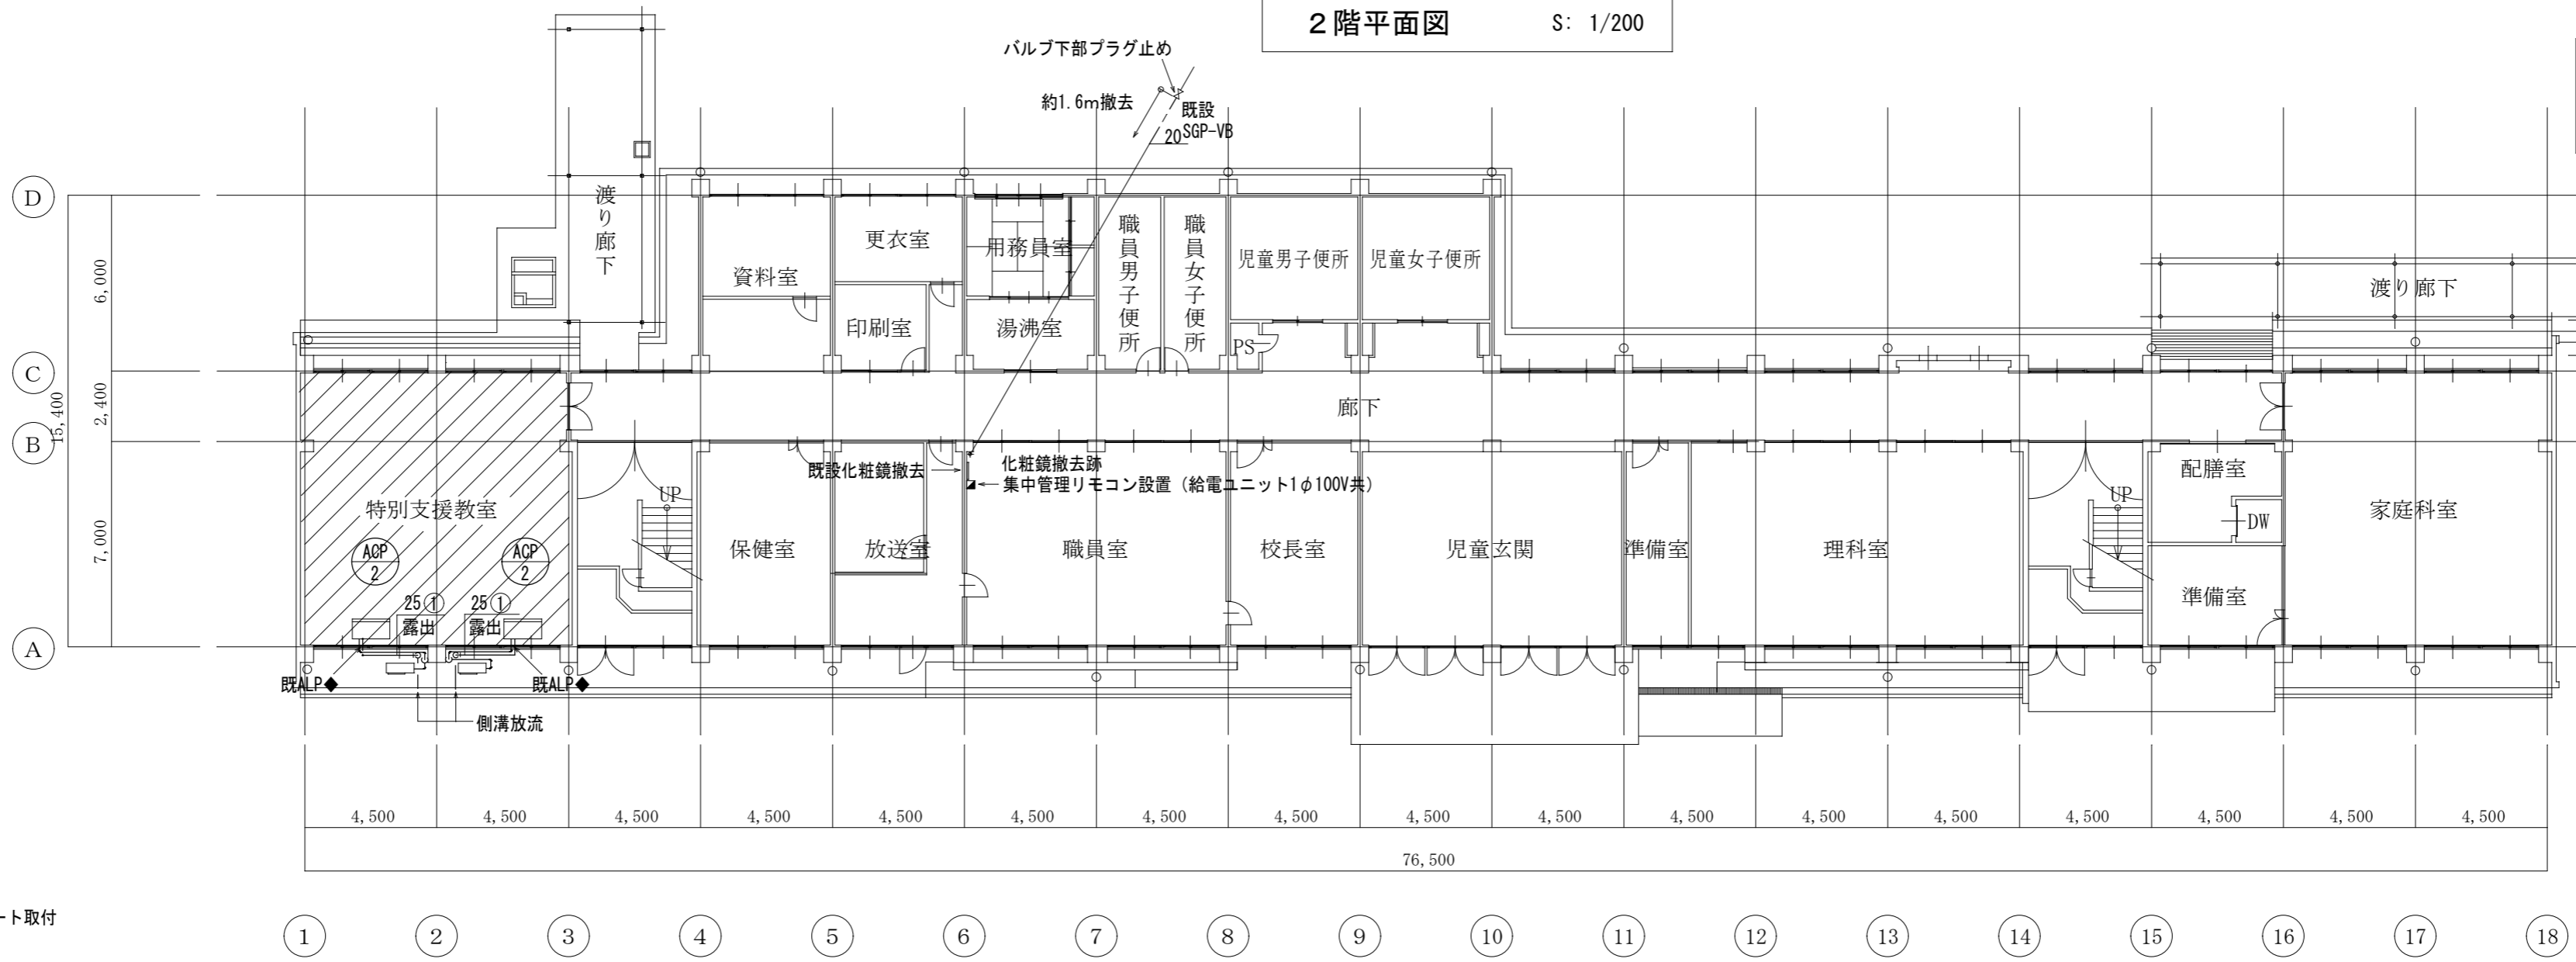 ２階平面図 S: 1/200
バルブ下部プラグ止め
約1.6m撤去
既設
SGP-VB
20
D
C
B
A
6,000
2,400
7,000
15,400
渡り廊下
資料室
更衣室
印刷室
用務員室
湯沸室
職員男子便所
職員女子便所
児童男子便所
児童女子便所
PS
渡り廊下
廊下
既設化粧鏡撤去
化粧鏡撤去跡
集中管理リモコン設置（給電ユニット1φ100V共）
特別支援教室
UP
保健室
放送室
職員室
校長室
児童玄関
準備室
理科室
UP
配膳室
DW
準備室
家庭科室
ACP
2
ACP
2
25①
露出
25①
露出
既ALP◆
既ALP◆
側溝放流
4,500 4,500 4,500 4,500 4,500 4,500 4,500 4,500 4,500 4,500 4,500 4,500 4,500 4,500 4,500 4,500 4,500
76,500
ート取付
1 2 3 4 5 6 7 8 9 10 11 12 13 14 15 16 17 18